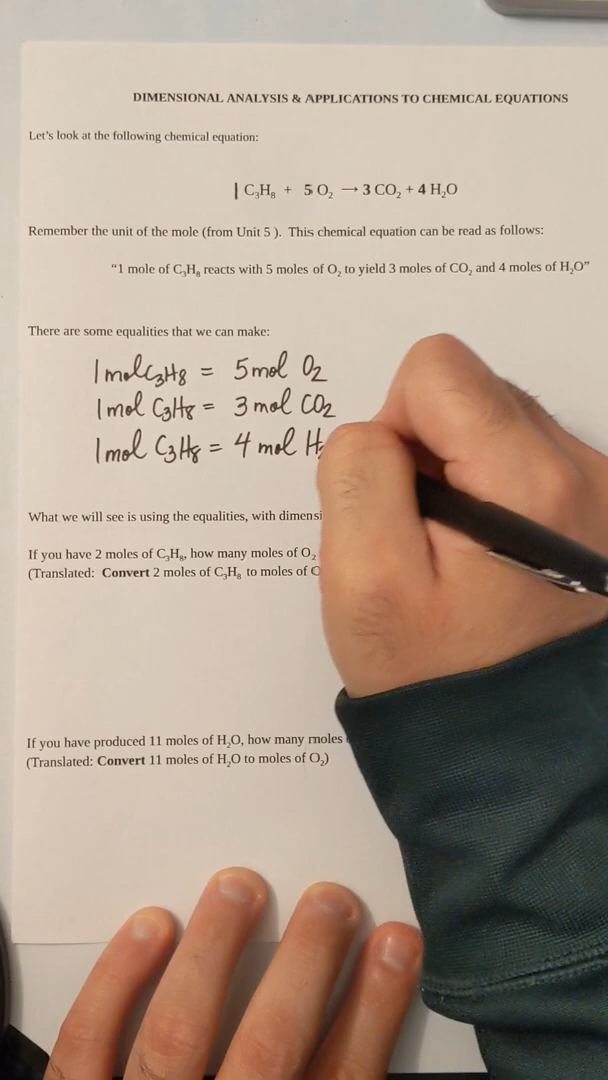 DIMENSIONAL ANALYSIS & APPLICATIONS TO CHEMICAL EQUATIONS
Let's look at the following chemical equation:
1 C₃H₈ + 5 O₂ → 3 CO₂ + 4 H₂O
Remember the unit of the mole (from Unit 5 ). This chemical equation can be read as follows:
“1 mole of C₃H₈ reacts with 5 moles of O₂ to yield 3 moles of CO₂ and 4 moles of H₂O”
There are some equalities that we can make:
1 mol C₃H₈ = 5 mol O₂
1 mol C₃H₈ = 3 mol CO₂
1 mol C₃H₈ = 4 mol H₂
What we will see is using the equalities, with dimensi
If you have 2 moles of C₃H₈, how many moles of O₂
(Translated: Convert 2 moles of C₃H₈ to moles of O
If you have produced 11 moles of H₂O, how many moles
(Translated: Convert 11 moles of H₂O to moles of O₂)